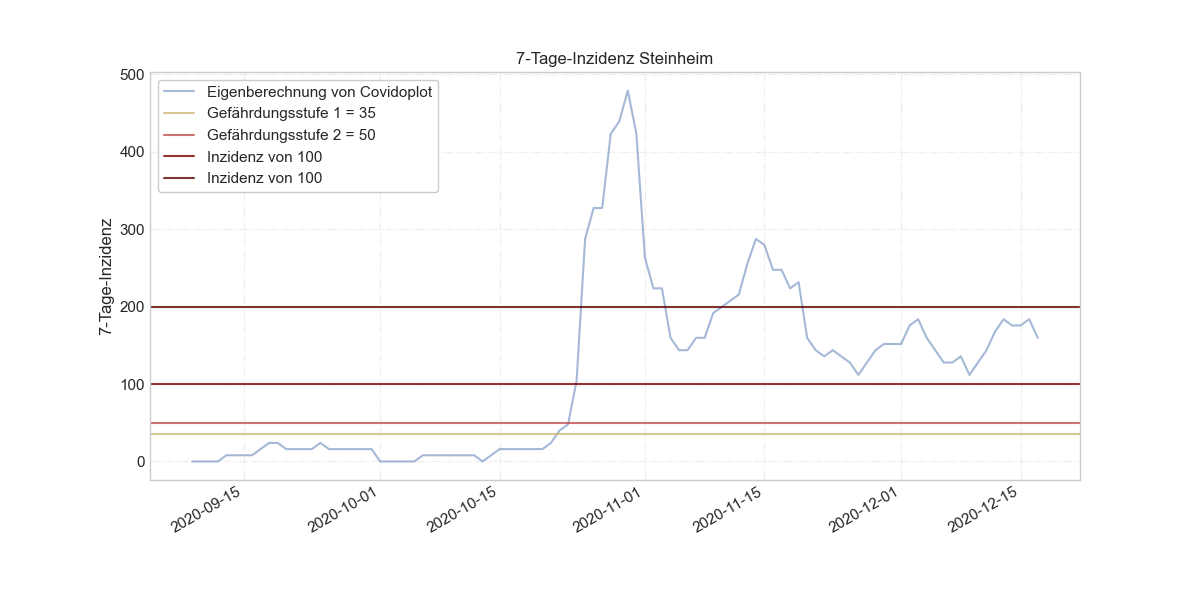 7-Tage-Inzidenz Steinheim
500
400
300
200
100
0
7-Tage-Inzidenz
Eigenberechnung von Covidoplot
Gefährdungsstufe 1 = 35
Gefährdungsstufe 2 = 50
Inzidenz von 100
Inzidenz von 100
2020-09-15
2020-10-01
2020-10-15
2020-11-01
2020-11-15
2020-12-01
2020-12-15